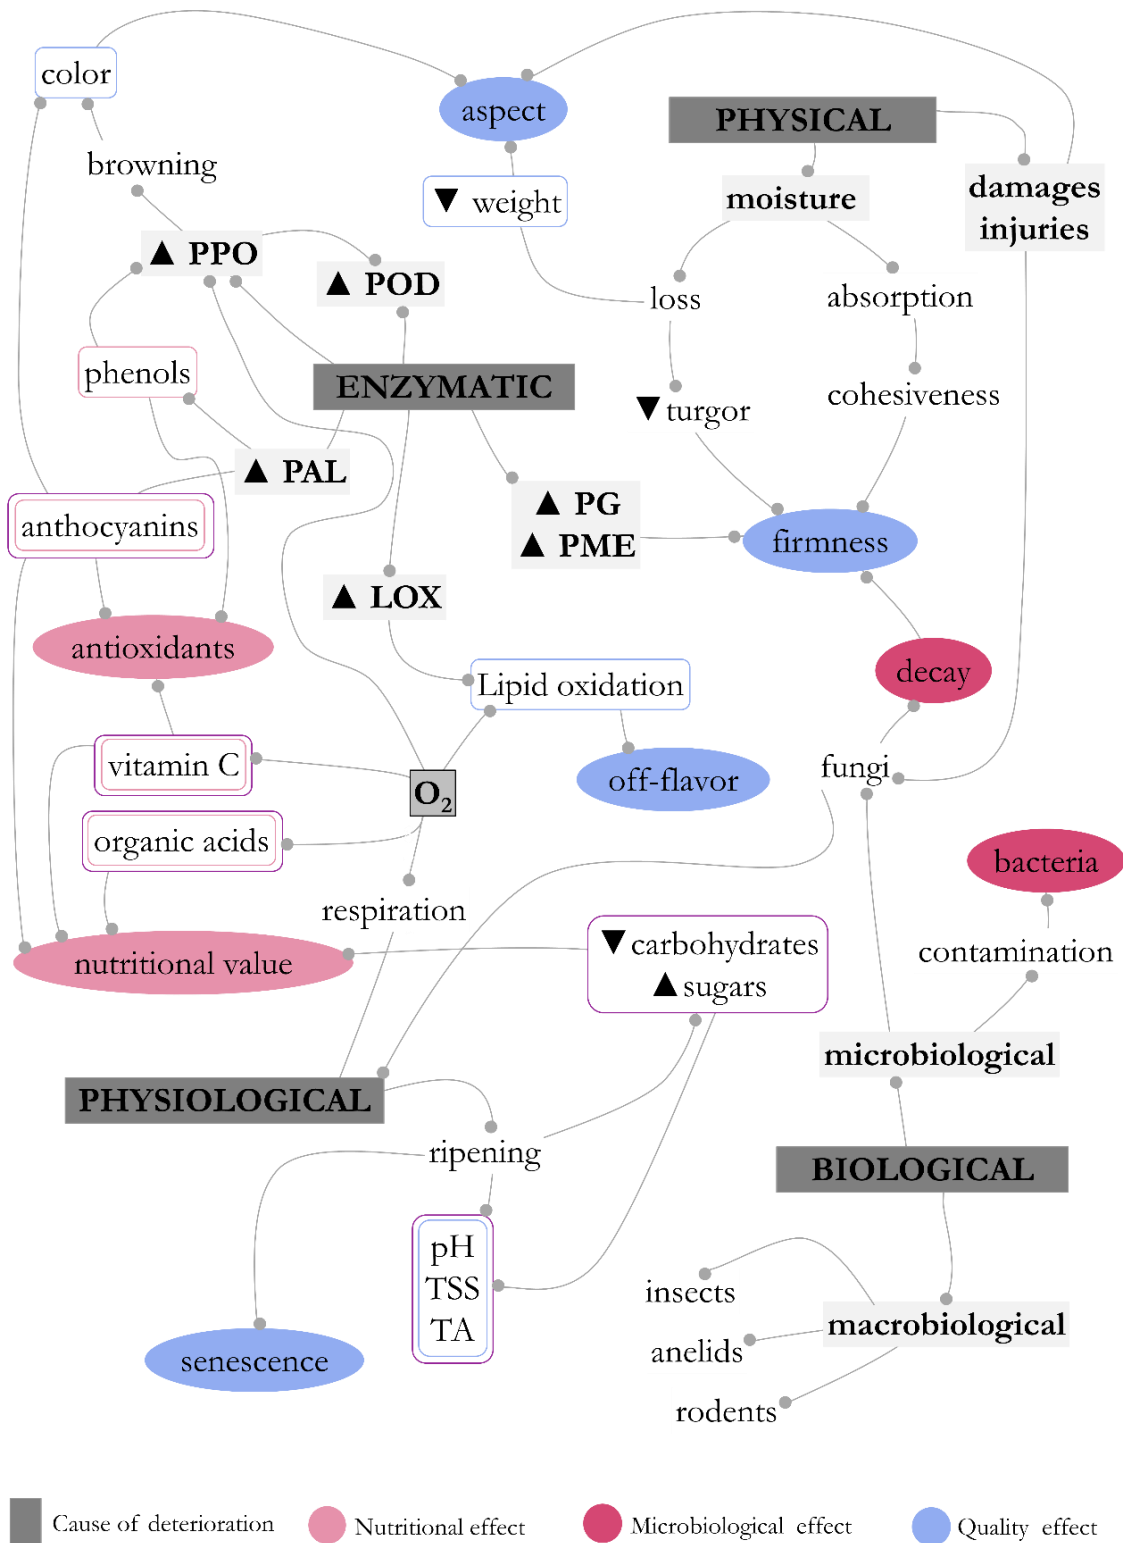 color
aspect
PHYSICAL
browning
▼ weight
moisture
damages
injuries
▲ PPO
▲ POD
loss
absorption
phenols
ENZYMATIC
▼ turgor
cohesiveness
▲ PAL
anthocyanins
▲ PG
▲ PME
firmness
▲ LOX
antioxidants
Lipid oxidation
decay
vitamin C
O₂
off-flavor
fungi
organic acids
bacteria
respiration
nutritional value
▼ carbohydrates
▲ sugars
contamination
microbiological
PHYSIOLOGICAL
ripening
BIOLOGICAL
pH
TSS
TA
insects
macrobiological
anelids
senescence
rodents
Cause of deterioration
Nutritional effect
Microbiological effect
Quality effect